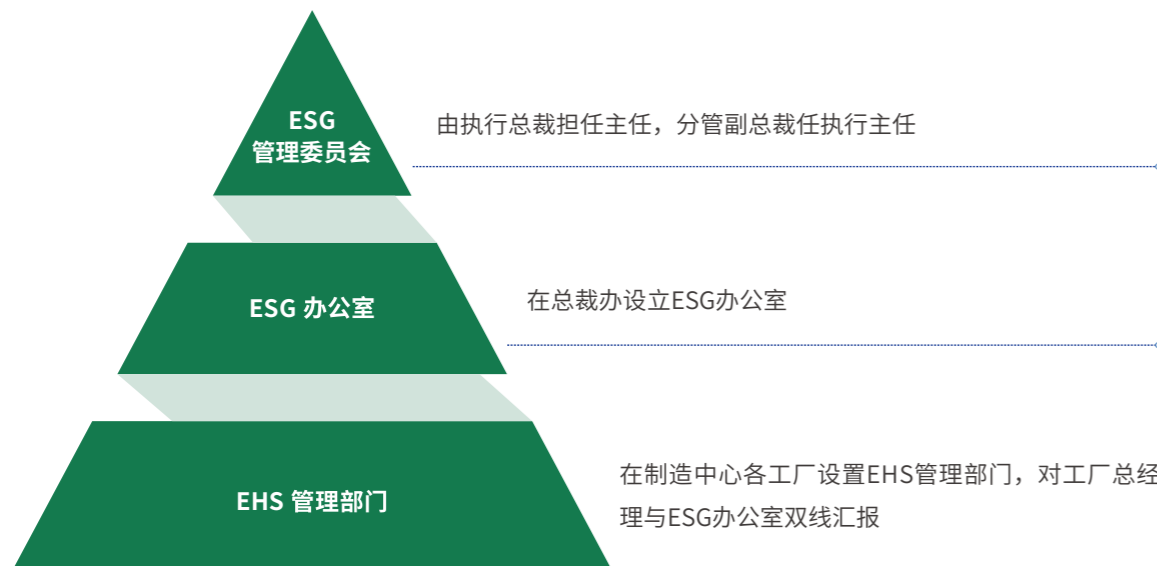 ESG
管理委员会
由执行总裁担任主任，分管副总裁任执行主任
ESG 办公室
在总裁办设立ESG办公室
EHS 管理部门
在制造中心各工厂设置EHS管理部门，对工厂总经
理与ESG办公室双线汇报